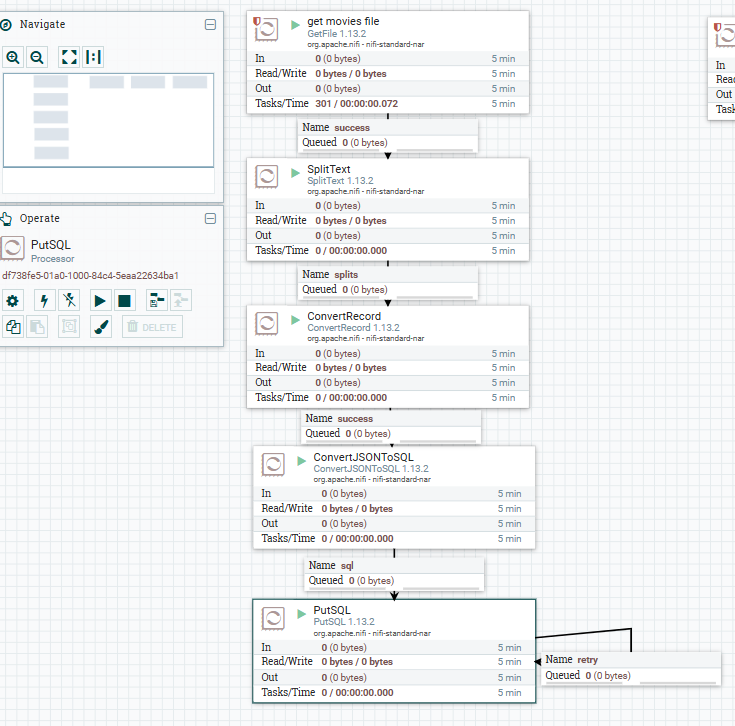 Navigate
Operate
PutSQL
Processor
df738fe5-01a0-1000-84c4-5eaa22634ba1
DELETE
get movies file
GetFile 1.13.2
org.apache.nifi - nifi-standard-nar
In 0 (0 bytes) 5 min
Read/Write 0 bytes / 0 bytes 5 min
Out 0 (0 bytes) 5 min
Tasks/Time 301 / 00:00:00.072 5 min
Name success
Queued 0 (0 bytes)
SplitText
SplitText 1.13.2
org.apache.nifi - nifi-standard-nar
In 0 (0 bytes) 5 min
Read/Write 0 bytes / 0 bytes 5 min
Out 0 (0 bytes) 5 min
Tasks/Time 0 / 00:00:00.000 5 min
Name splits
Queued 0 (0 bytes)
ConvertRecord
ConvertRecord 1.13.2
org.apache.nifi - nifi-standard-nar
In 0 (0 bytes) 5 min
Read/Write 0 bytes / 0 bytes 5 min
Out 0 (0 bytes) 5 min
Tasks/Time 0 / 00:00:00.000 5 min
Name success
Queued 0 (0 bytes)
ConvertJSONToSQL
ConvertJSONToSQL 1.13.2
org.apache.nifi - nifi-standard-nar
In 0 (0 bytes) 5 min
Read/Write 0 bytes / 0 bytes 5 min
Out 0 (0 bytes) 5 min
Tasks/Time 0 / 00:00:00.000 5 min
Name sql
Queued 0 (0 bytes)
PutSQL
PutSQL 1.13.2
org.apache.nifi - nifi-standard-nar
In 0 (0 bytes) 5 min
Read/Write 0 bytes / 0 bytes 5 min
Out 0 (0 bytes) 5 min
Tasks/Time 0 / 00:00:00.000 5 min
Name retry
Queued 0 (0 bytes)
In
Read
Out
Task